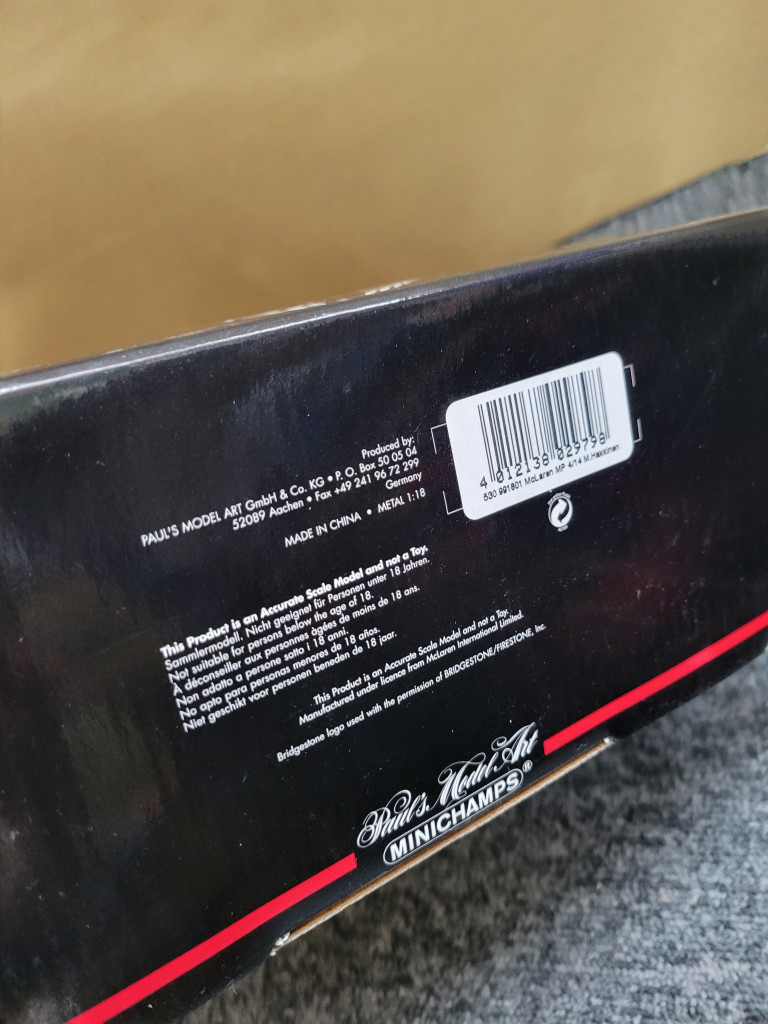 Produced by:
PAUL'S MODEL ART GmbH & Co. KG • P. O. Box 50 05 04
52089 Aachen • Fax +49 241 96 72 299
Germany
MADE IN CHINA • METAL 1:18
4 012138 029798
530 991801 McLaren MP 4/14 M.Hakkinen
This Product is an Accurate Scale Model and not a Toy.
Sammlermodell. Nicht geeignet für Personen unter 18 Jahren.
Not suitable for persons below the age of 18.
À déconseiller aux personnes âgées de moins de 18 ans.
Non adatto a persone sotto i 18 anni.
No apto para personas menores de 18 años.
Niet geschikt voor personen beneden de 18 jaar.
This Product is an Accurate Scale Model and not a Toy.
Manufactured under licence from McLaren International Limited.
Bridgestone logo used with the permission of BRIDGESTONE/FIRESTONE, Inc.
Paul's Model Art
MINICHAMPS®